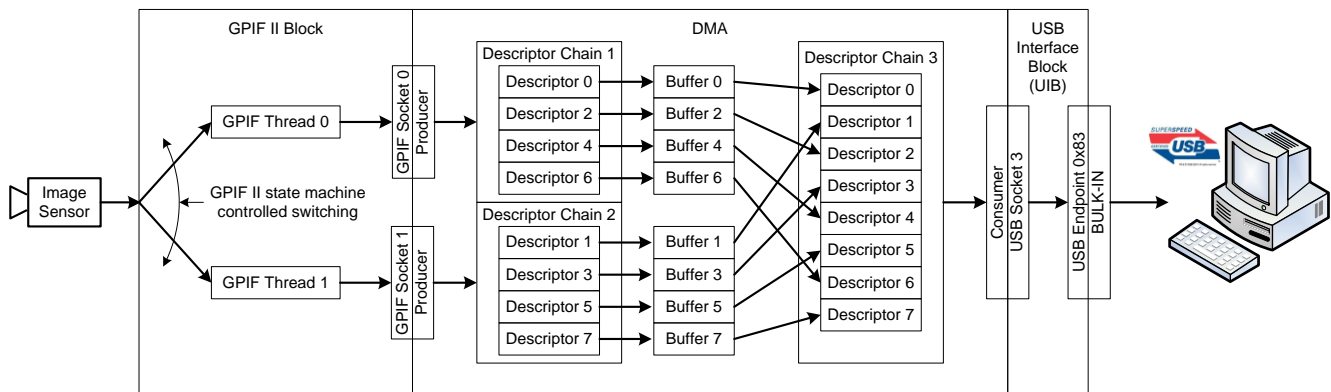 GPIF II Block
DMA
USB
Interface
Block
(UIB)
Image
Sensor
GPIF Thread 0
GPIF II state machine
controlled switching
GPIF Thread 1
GPIF Socket 0
Producer
GPIF Socket 1
Producer
Descriptor Chain 1
Descriptor 0
Descriptor 2
Descriptor 4
Descriptor 6
Descriptor Chain 2
Descriptor 1
Descriptor 3
Descriptor 5
Descriptor 7
Buffer 0
Buffer 2
Buffer 4
Buffer 6
Buffer 1
Buffer 3
Buffer 5
Buffer 7
Descriptor Chain 3
Descriptor 0
Descriptor 1
Descriptor 2
Descriptor 3
Descriptor 4
Descriptor 5
Descriptor 6
Descriptor 7
Consumer
USB Socket 3
USB Endpoint 0x83
BULK-IN
SUPERSPEED
CERTIFIED
USB